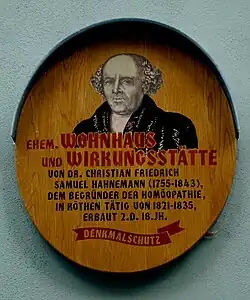 EHEM. WOHNHAUS
UND WIRKUNGSSTÄTTE
VON DR. CHRISTIAN FRIEDRICH
SAMUEL HAHNEMANN (1755-1843),
DEM BEGRÜNDER DER HOMÖOPATHIE,
IN KÖTHEN TÄTIG VON 1821-1835,
ERBAUT 2.D. 18.JH.
DENKMALSCHUTZ